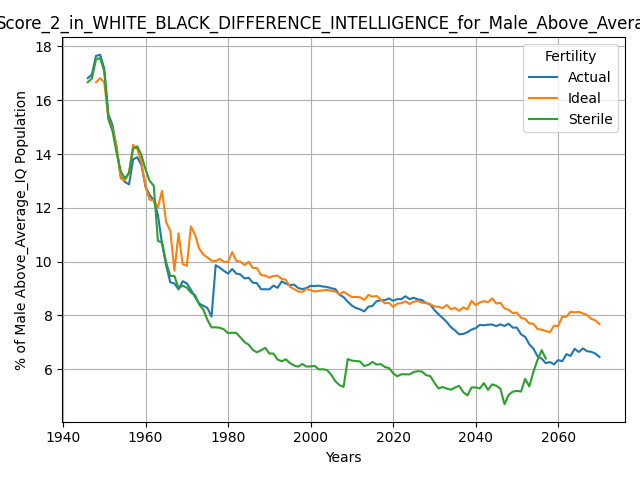 Score_2_in_WHITE_BLACK_DIFFERENCE_INTELLIGENCE_for_Male_Above_Avera
18
16
14
12
10
8
6
% of Male Above_Average_IQ Population
Fertility
Actual
Ideal
Sterile
1940 1960 1980 2000 2020 2040 2060
Years